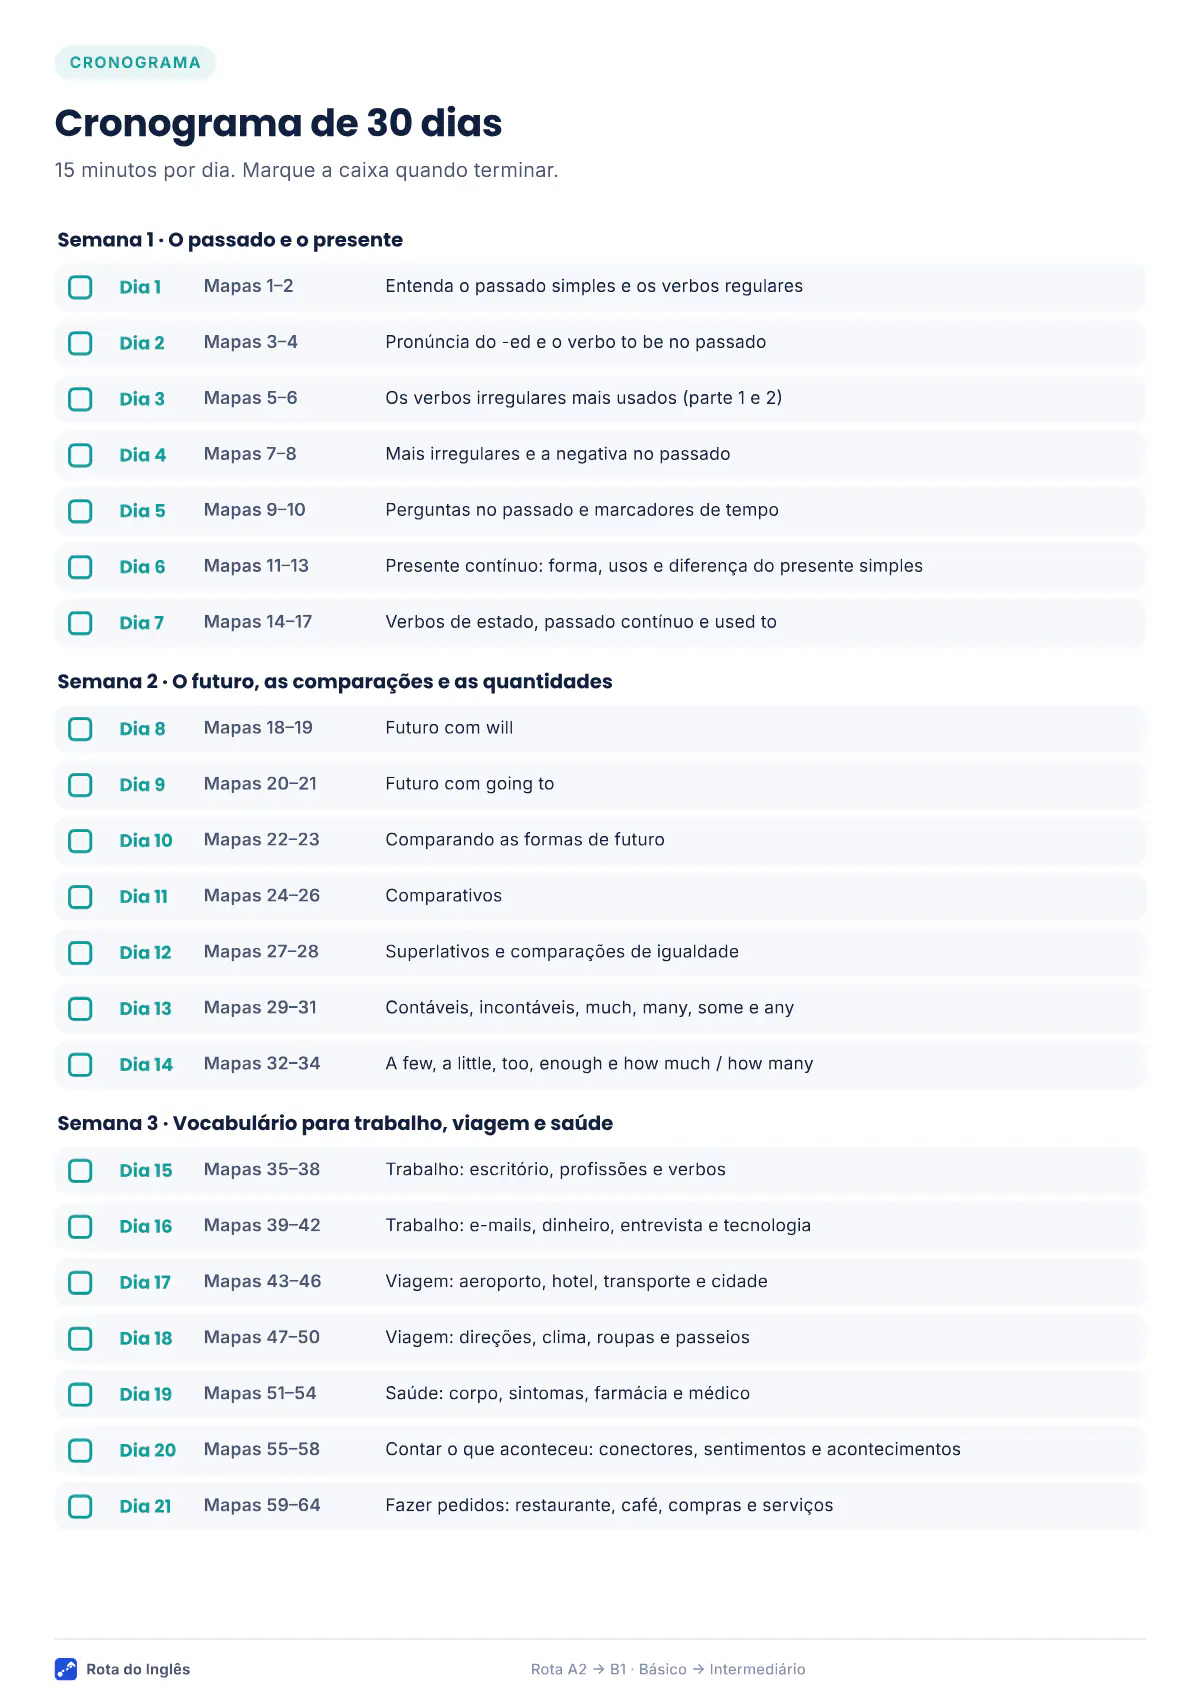 CRONOGRAMA
Cronograma de 30 dias
15 minutos por dia. Marque a caixa quando terminar.
Semana 1 · O passado e o presente
Dia 1 Mapas 1–2 Entenda o passado simples e os verbos regulares
Dia 2 Mapas 3–4 Pronúncia do -ed e o verbo to be no passado
Dia 3 Mapas 5–6 Os verbos irregulares mais usados (parte 1 e 2)
Dia 4 Mapas 7–8 Mais irregulares e a negativa no passado
Dia 5 Mapas 9–10 Perguntas no passado e marcadores de tempo
Dia 6 Mapas 11–13 Presente contínuo: forma, usos e diferença do presente simples
Dia 7 Mapas 14–17 Verbos de estado, passado contínuo e used to
Semana 2 · O futuro, as comparações e as quantidades
Dia 8 Mapas 18–19 Futuro com will
Dia 9 Mapas 20–21 Futuro com going to
Dia 10 Mapas 22–23 Comparando as formas de futuro
Dia 11 Mapas 24–26 Comparativos
Dia 12 Mapas 27–28 Superlativos e comparações de igualdade
Dia 13 Mapas 29–31 Contáveis, incontáveis, much, many, some e any
Dia 14 Mapas 32–34 A few, a little, too, enough e how much / how many
Semana 3 · Vocabulário para trabalho, viagem e saúde
Dia 15 Mapas 35–38 Trabalho: escritório, profissões e verbos
Dia 16 Mapas 39–42 Trabalho: e-mails, dinheiro, entrevista e tecnologia
Dia 17 Mapas 43–46 Viagem: aeroporto, hotel, transporte e cidade
Dia 18 Mapas 47–50 Viagem: direções, clima, roupas e passeios
Dia 19 Mapas 51–54 Saúde: corpo, sintomas, farmácia e médico
Dia 20 Mapas 55–58 Contar o que aconteceu: conectores, sentimentos e acontecimentos
Dia 21 Mapas 59–64 Fazer pedidos: restaurante, café, compras e serviços
Rota do Inglês Rota A2 → B1 · Básico → Intermediário